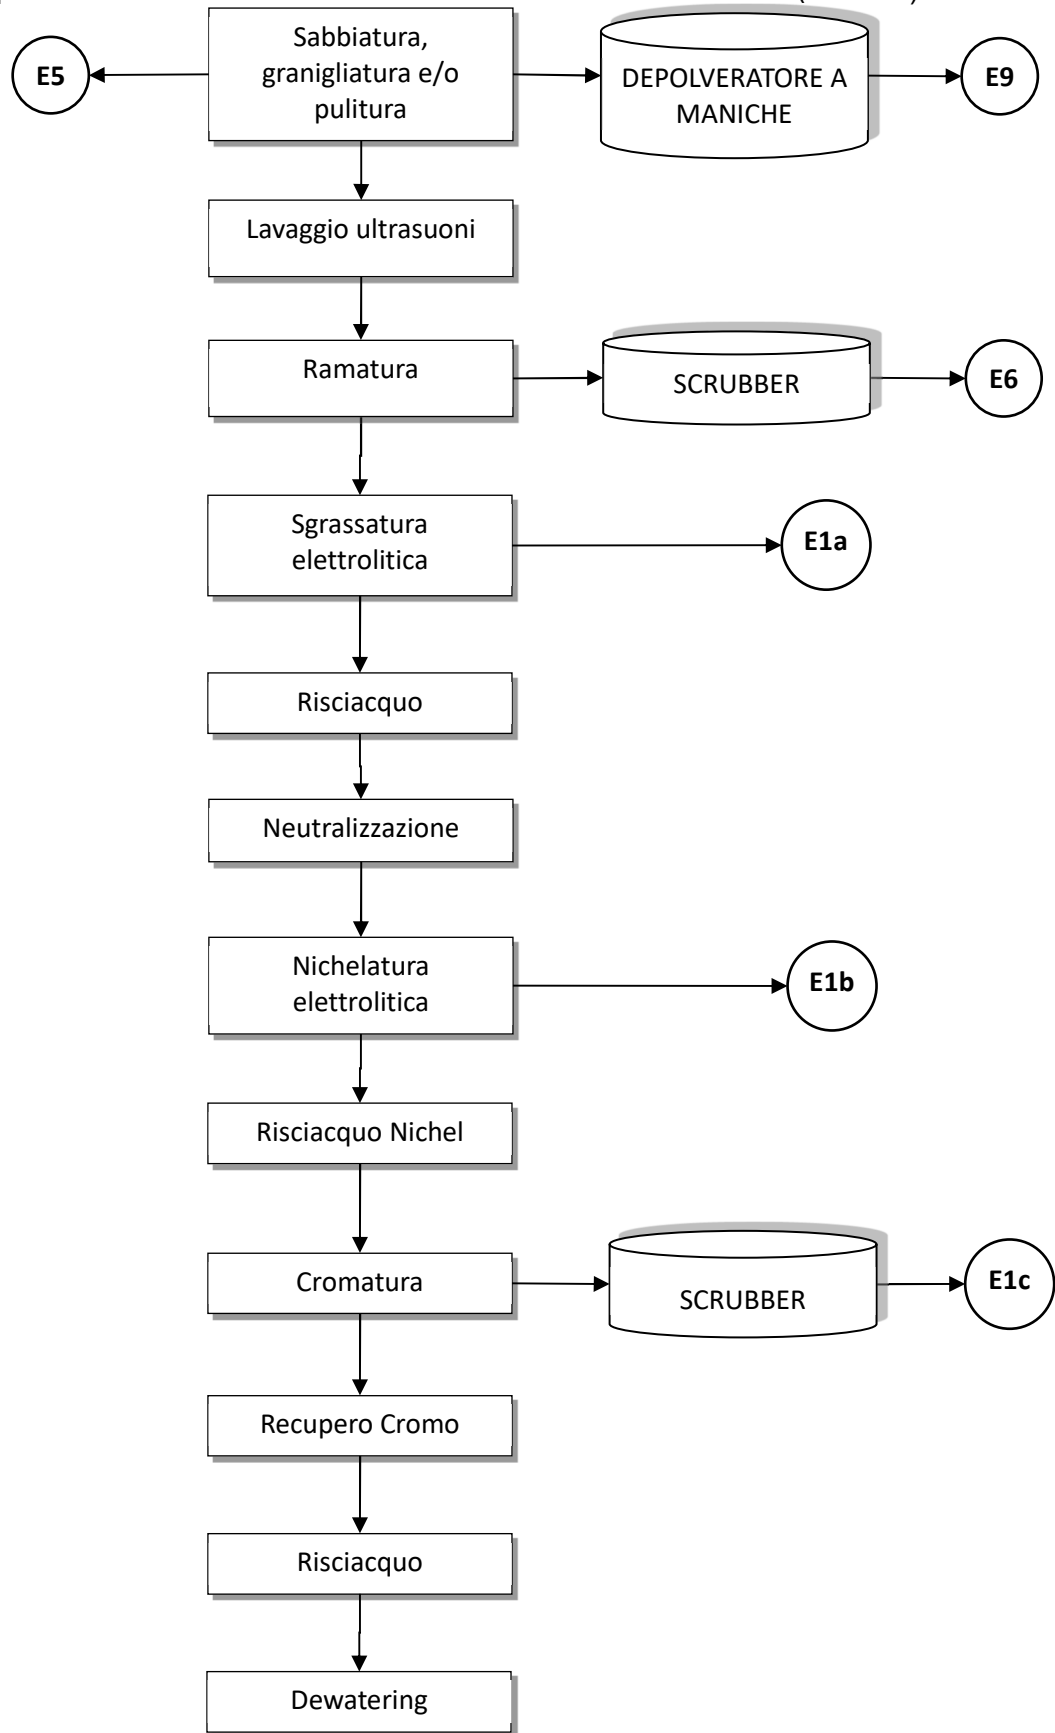 Sabbiatura,
granigliatura e/o
pulitura
E5
DEPOLVERATORE A
MANICHE
E9
Lavaggio ultrasuoni
Ramatura
SCRUBBER
E6
Sgrassatura
elettrolitica
E1a
Risciacquo
Neutralizzazione
Nichelatura
elettrolitica
E1b
Risciacquo Nichel
Cromatura
SCRUBBER
E1c
Recupero Cromo
Risciacquo
Dewatering